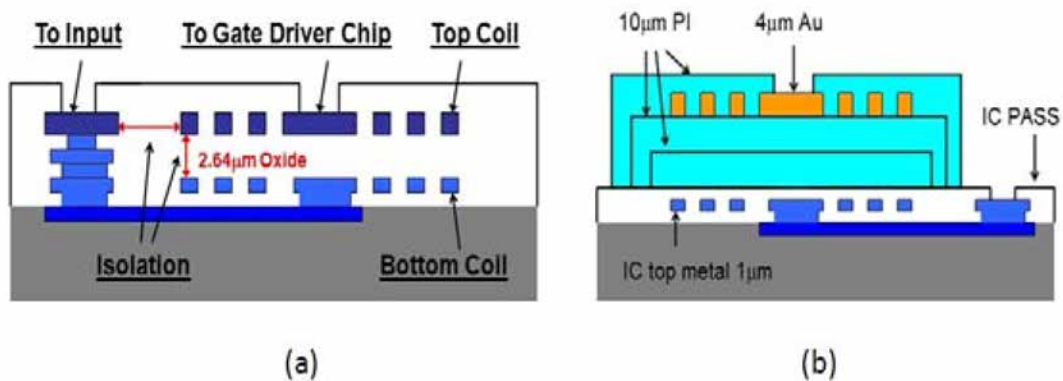 To Input
To Gate Driver Chip
Top Coil
2.64μm Oxide
Isolation
Bottom Coil
(a)
10μm PI
4μm Au
IC PASS
IC top metal 1μm
(b)